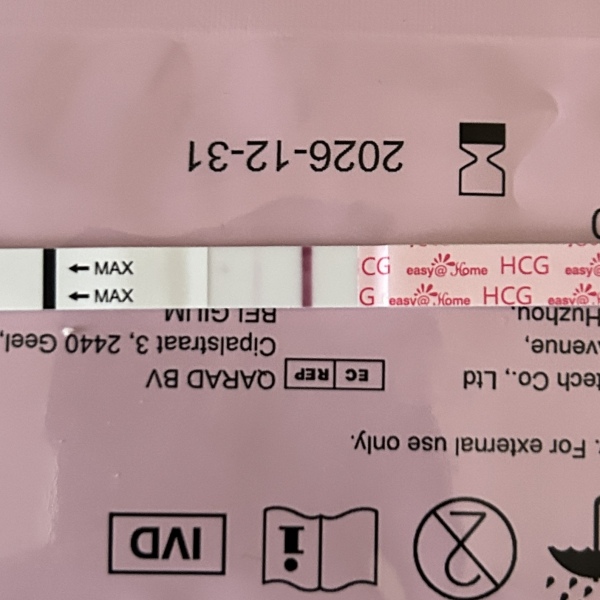 2026-12-31
← MAX
CG easy@Home HCG easy@
← MAX
G easy@Home HCG easy@
BELGIUM
Cipalstraat 3, 2440 Geel,
QARAD BV
EC REP
Huzhou,
venue,
tech Co., Ltd
. For external use only.
IVD
i
2